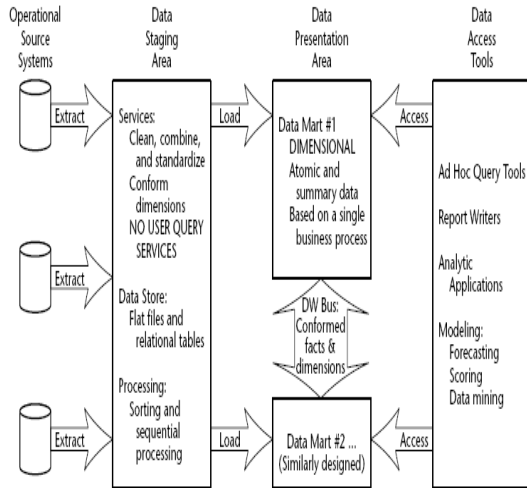 Operational
Source
Systems
Data
Staging
Area
Data
Presentation
Area
Data
Access
Tools
Extract
Extract
Extract
Services:
Clean, combine,
and standardize
Conform
dimensions
NO USER QUERY
SERVICES
Data Store:
Flat files and
relational tables
Processing:
Sorting and
sequential
processing
Load
Load
Data Mart #1
DIMENSIONAL
Atomic and
summary data
Based on a single
business process
DW Bus:
Conformed
facts &
dimensions
Data Mart #2 ...
(Similarly designed)
Access
Access
Ad Hoc Query Tools
Report Writers
Analytic
Applications
Modeling:
Forecasting
Scoring
Data mining